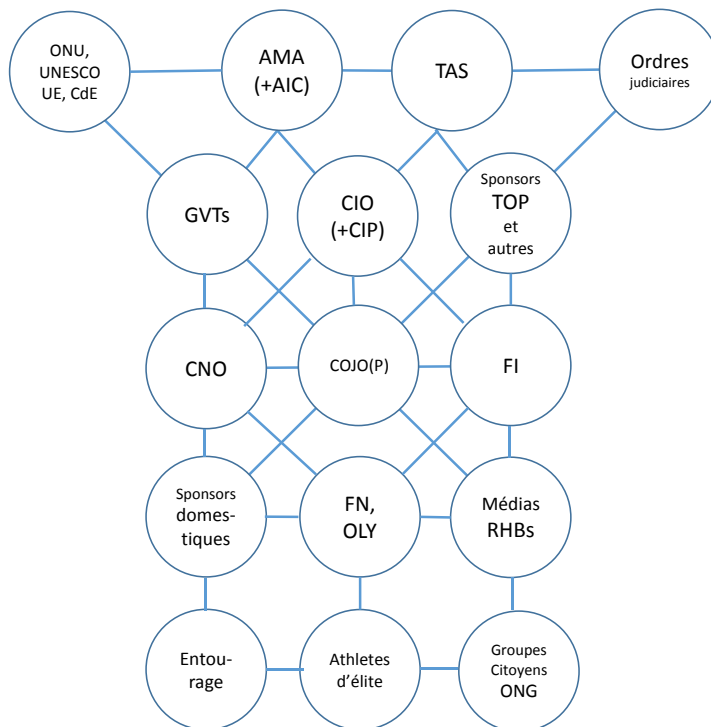 ONU,
UNESCO
UE, CdE
AMA
(+AIC)
TAS
Ordres
judiciaires
GVTs
CIO
(+CIP)
Sponsors
TOP
et
autres
CNO
COJO(P)
FI
Sponsors
domes-
tiques
FN,
OLY
Médias
RHBs
Entou-
rage
Athletes
d’élite
Groupes
Citoyens
ONG